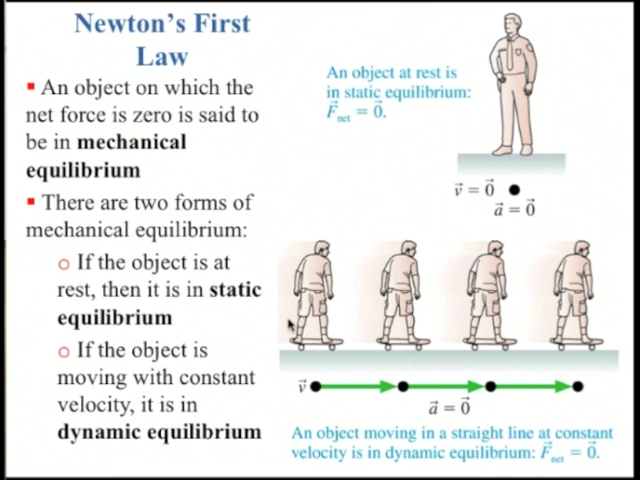 Newton's First
Law
▪ An object on which the
net force is zero is said to
be in mechanical
equilibrium
▪ There are two forms of
mechanical equilibrium:
○ If the object is at
rest, then it is in static
equilibrium
○ If the object is
moving with constant
velocity, it is in
dynamic equilibrium
An object at rest is
in static equilibrium:
F⃗net = 0⃗.
v⃗ = 0⃗
a⃗ = 0⃗
v⃗
a⃗ = 0⃗
An object moving in a straight line at constant
velocity is in dynamic equilibrium: F⃗net = 0⃗.